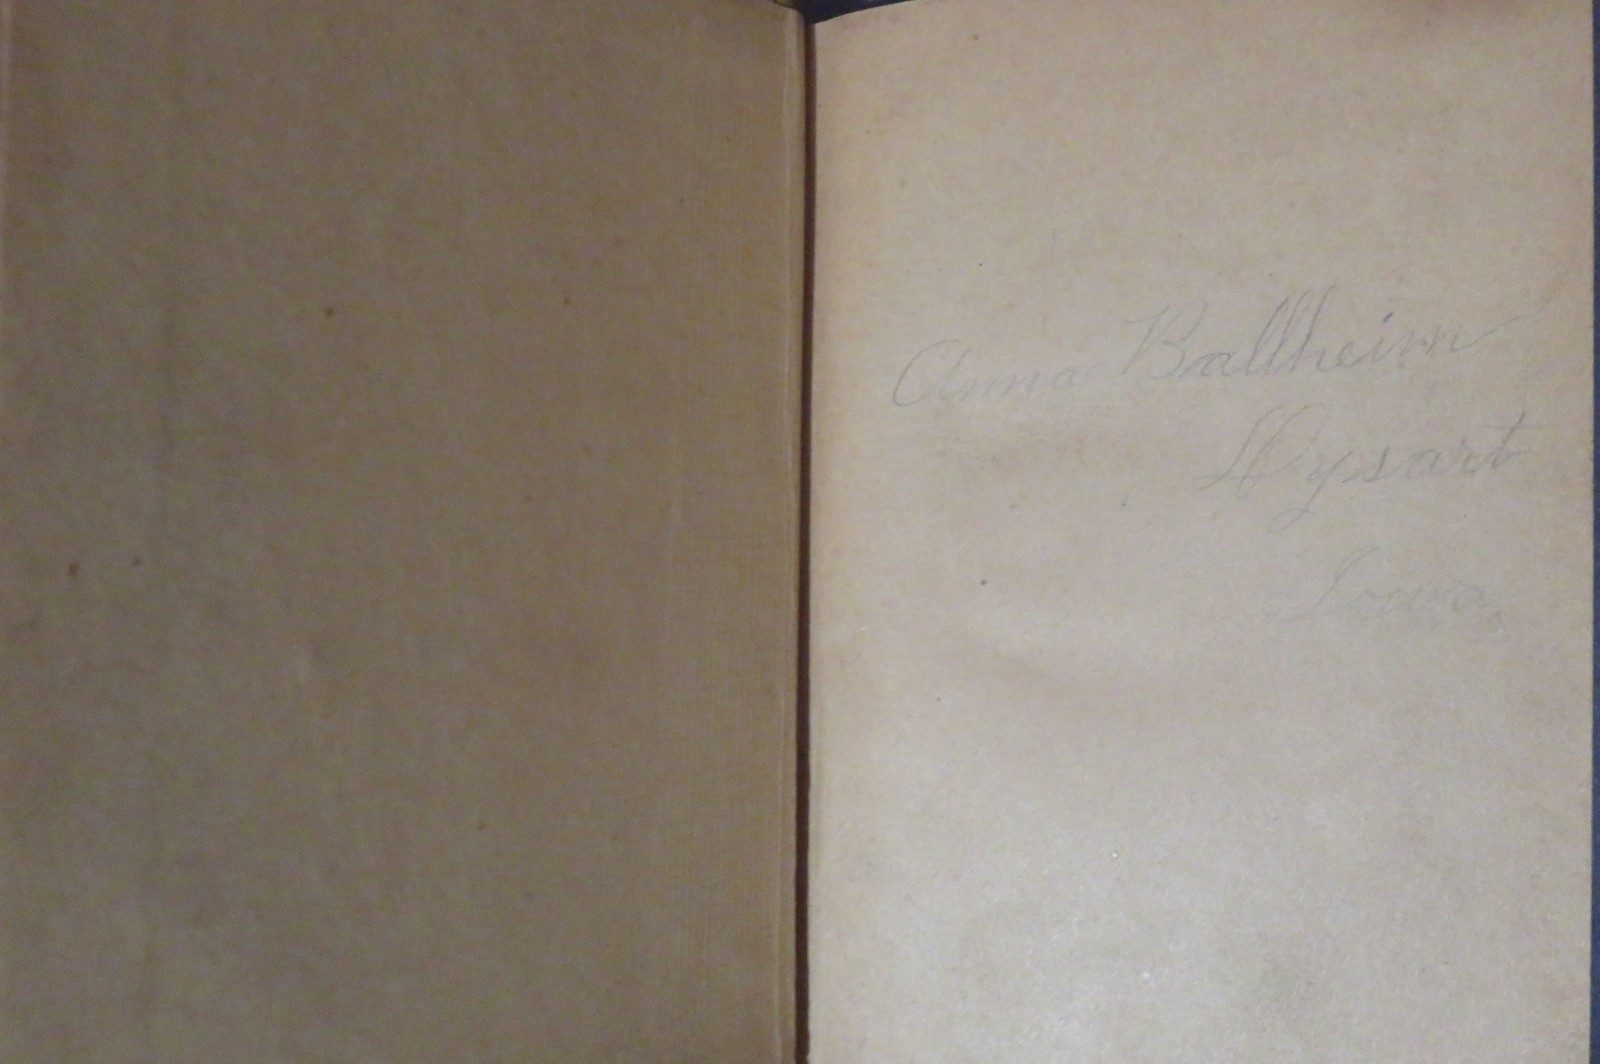 Anna Ballheim
Dysart
Iowa.